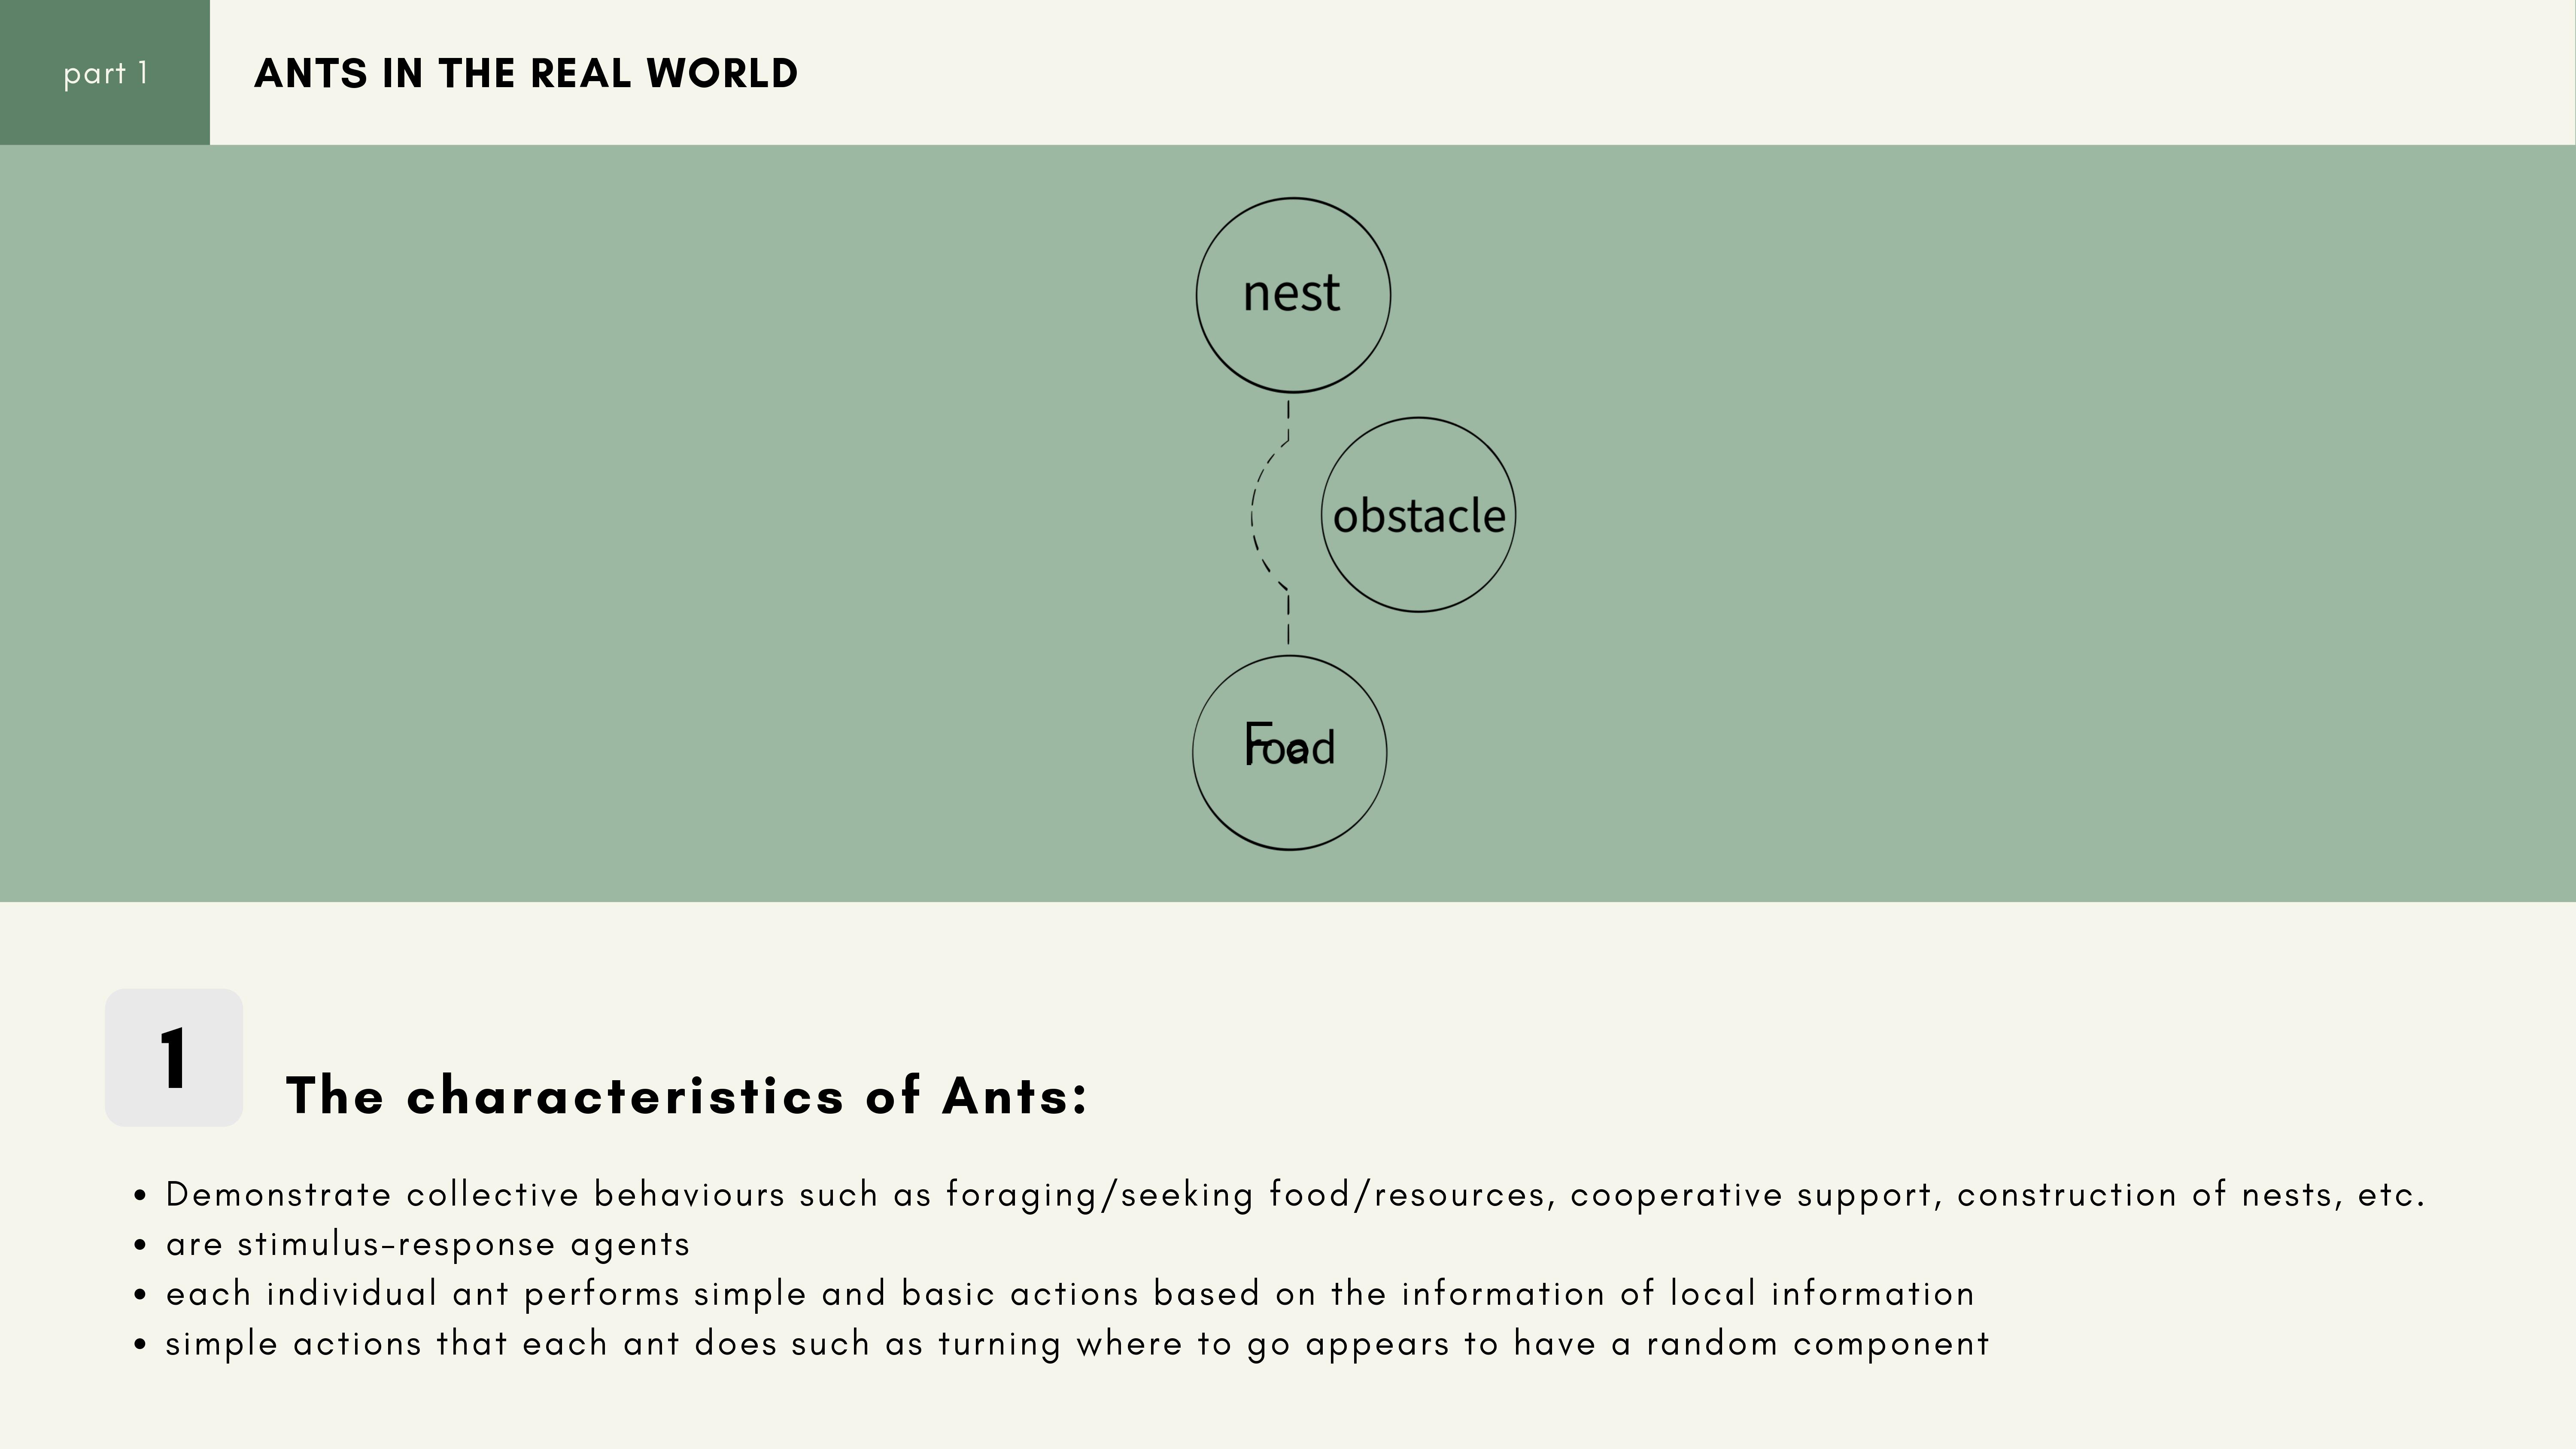 part 1
ANTS IN THE REAL WORLD
nest
obstacle
Food
1
The characteristics of Ants:
• Demonstrate collective behaviours such as foraging/seeking food/resources, cooperative support, construction of nests, etc.
• are stimulus-response agents
• each individual ant performs simple and basic actions based on the information of local information
• simple actions that each ant does such as turning where to go appears to have a random component